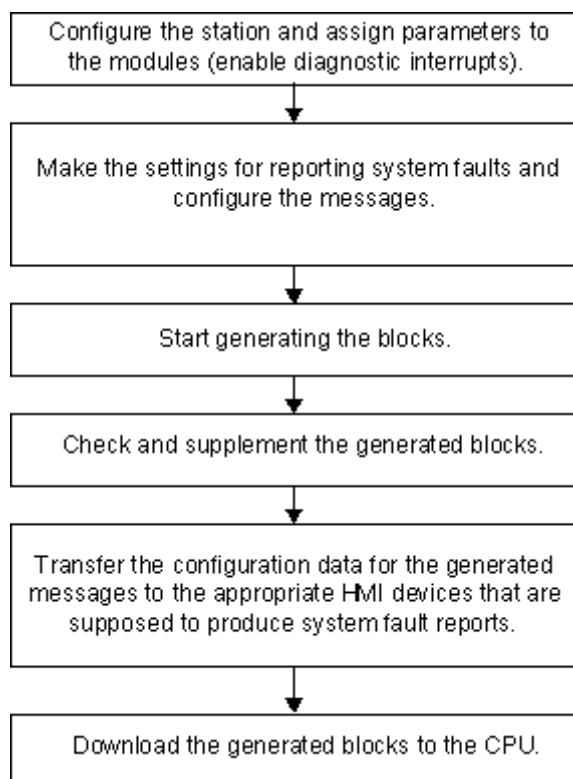 Configure the station and assign parameters to
the modules (enable diagnostic interrupts).
Make the settings for reporting system faults and
configure the messages.
Start generating the blocks.
Check and supplement the generated blocks.
Transfer the configuration data for the generated
messages to the appropriate HMI devices that are
supposed to produce system fault reports.
Download the generated blocks to the CPU.